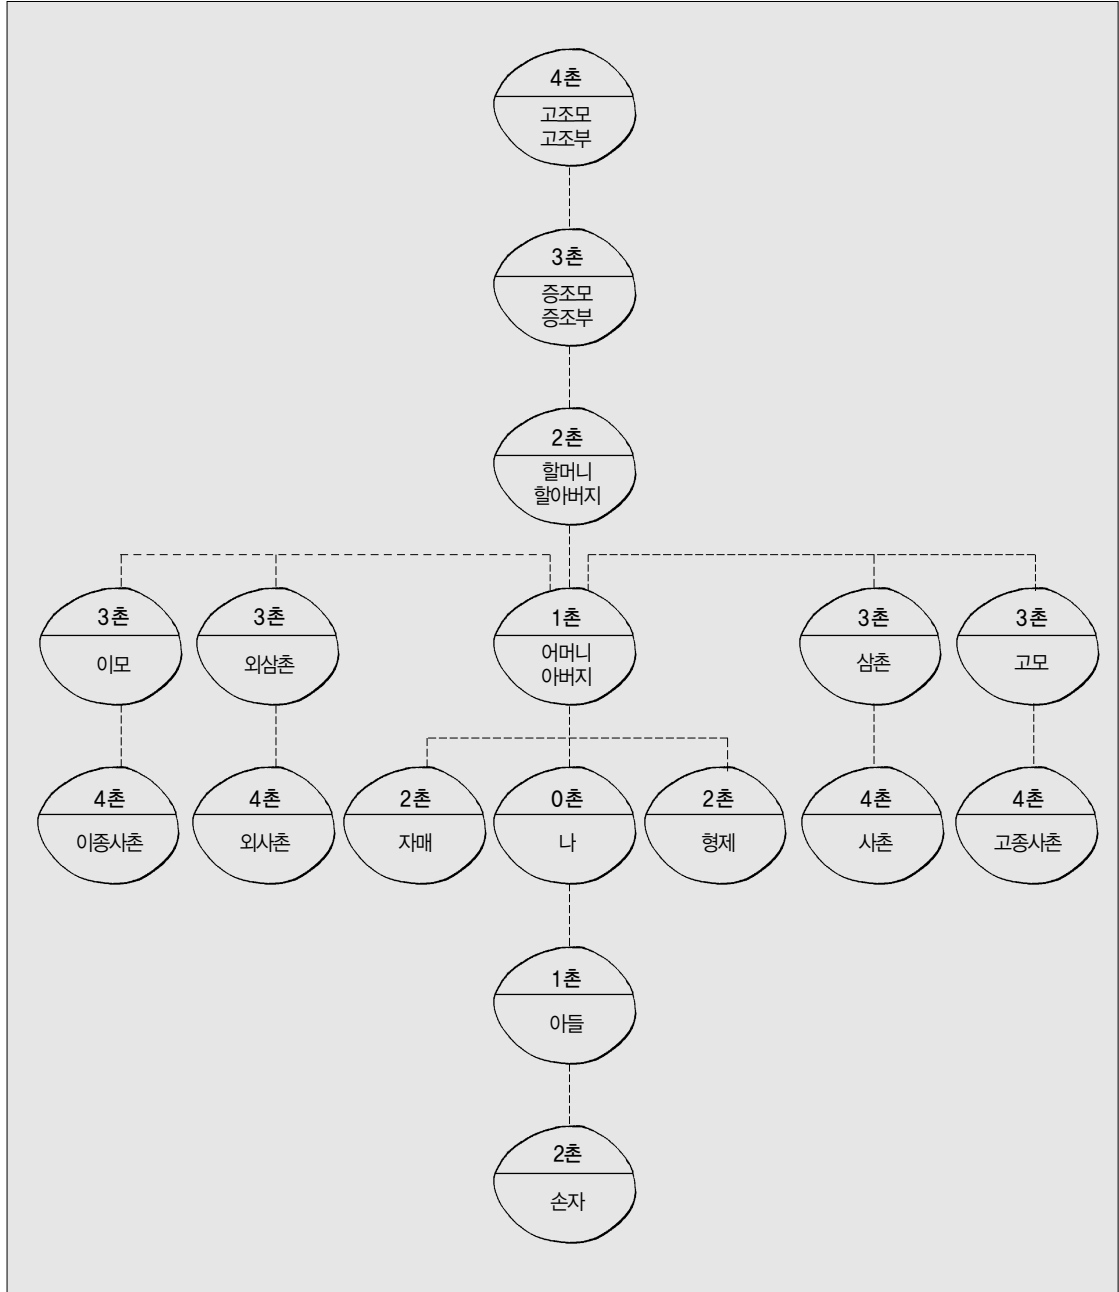 4촌
고조모
고조부
3촌
증조모
증조부
2촌
할머니
할아버지
3촌
이모
3촌
외삼촌
1촌
어머니
아버지
3촌
삼촌
3촌
고모
4촌
이종사촌
4촌
외사촌
2촌
자매
0촌
나
2촌
형제
4촌
사촌
4촌
고종사촌
1촌
아들
2촌
손자